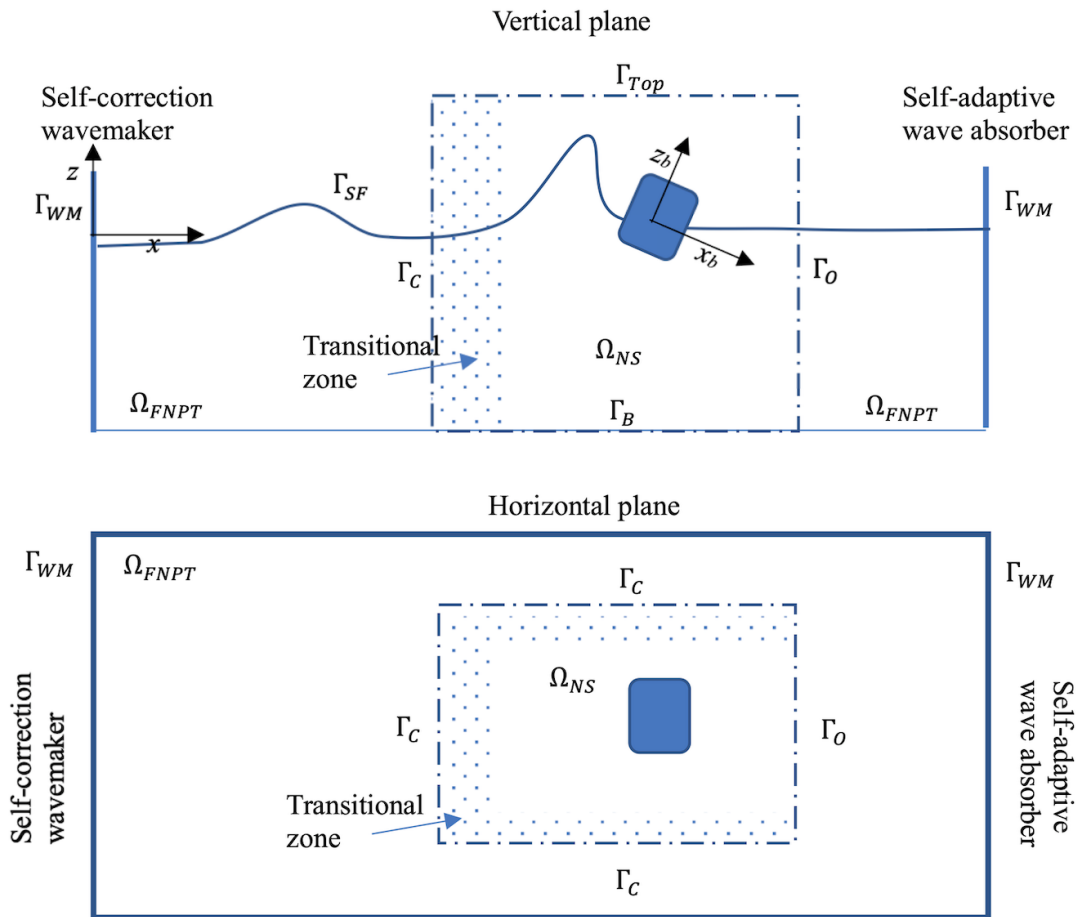 Vertical plane
Γ_Top
Self-correction
wavemaker
Self-adaptive
wave absorber
z
z_b
Γ_WM
Γ_SF
Γ_WM
x
x_b
Γ_C
Γ_O
Transitional
zone
Ω_NS
Ω_FNPT
Γ_B
Ω_FNPT
Horizontal plane
Γ_WM
Ω_FNPT
Γ_C
Γ_WM
Ω_NS
Self-correction
wavemaker
Γ_C
Γ_O
Self-adaptive
wave absorber
Transitional
zone
Γ_C